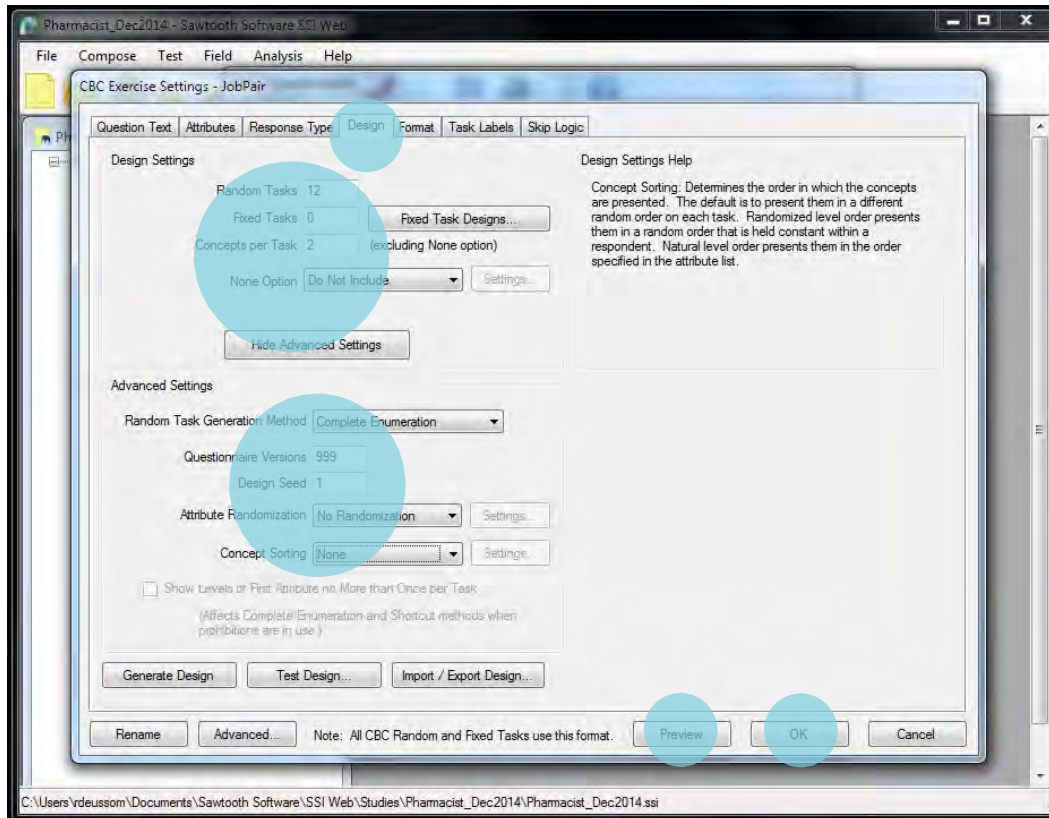 Pharmacist_Dec2014 - Sawtooth Software SSI Web
File Compose Test Field Analysis Help
CBC Exercise Settings - JobPair
Question Text Attributes Response Type Design Format Task Labels Skip Logic
Ph
Design Settings
Random Tasks 12
Fixed Tasks 0 Fixed Task Designs...
Concepts per Task 2 (excluding None option)
None Option Do Not Include Settings...
Hide Advanced Settings
Design Settings Help
Concept Sorting: Determines the order in which the concepts
are presented. The default is to present them in a different
random order on each task. Randomized level order presents
them in a random order that is held constant within a
respondent. Natural level order presents them in the order
specified in the attribute list.
Advanced Settings
Random Task Generation Method Complete Enumeration
Questionnaire Versions 999
Design Seed 1
Attribute Randomization No Randomization Settings...
Concept Sorting None Settings...
Show Levels of First Attribute no More than Once per Task
(Affects Complete Enumeration and Shortcut methods when
prohibitions are in use.)
Generate Design Test Design... Import / Export Design...
Rename Advanced... Note: All CBC Random and Fixed Tasks use this format. Preview OK Cancel
C:\Users\rdeussom\Documents\Sawtooth Software\SSI Web\Studies\Pharmacist_Dec2014\Pharmacist_Dec2014.ssi